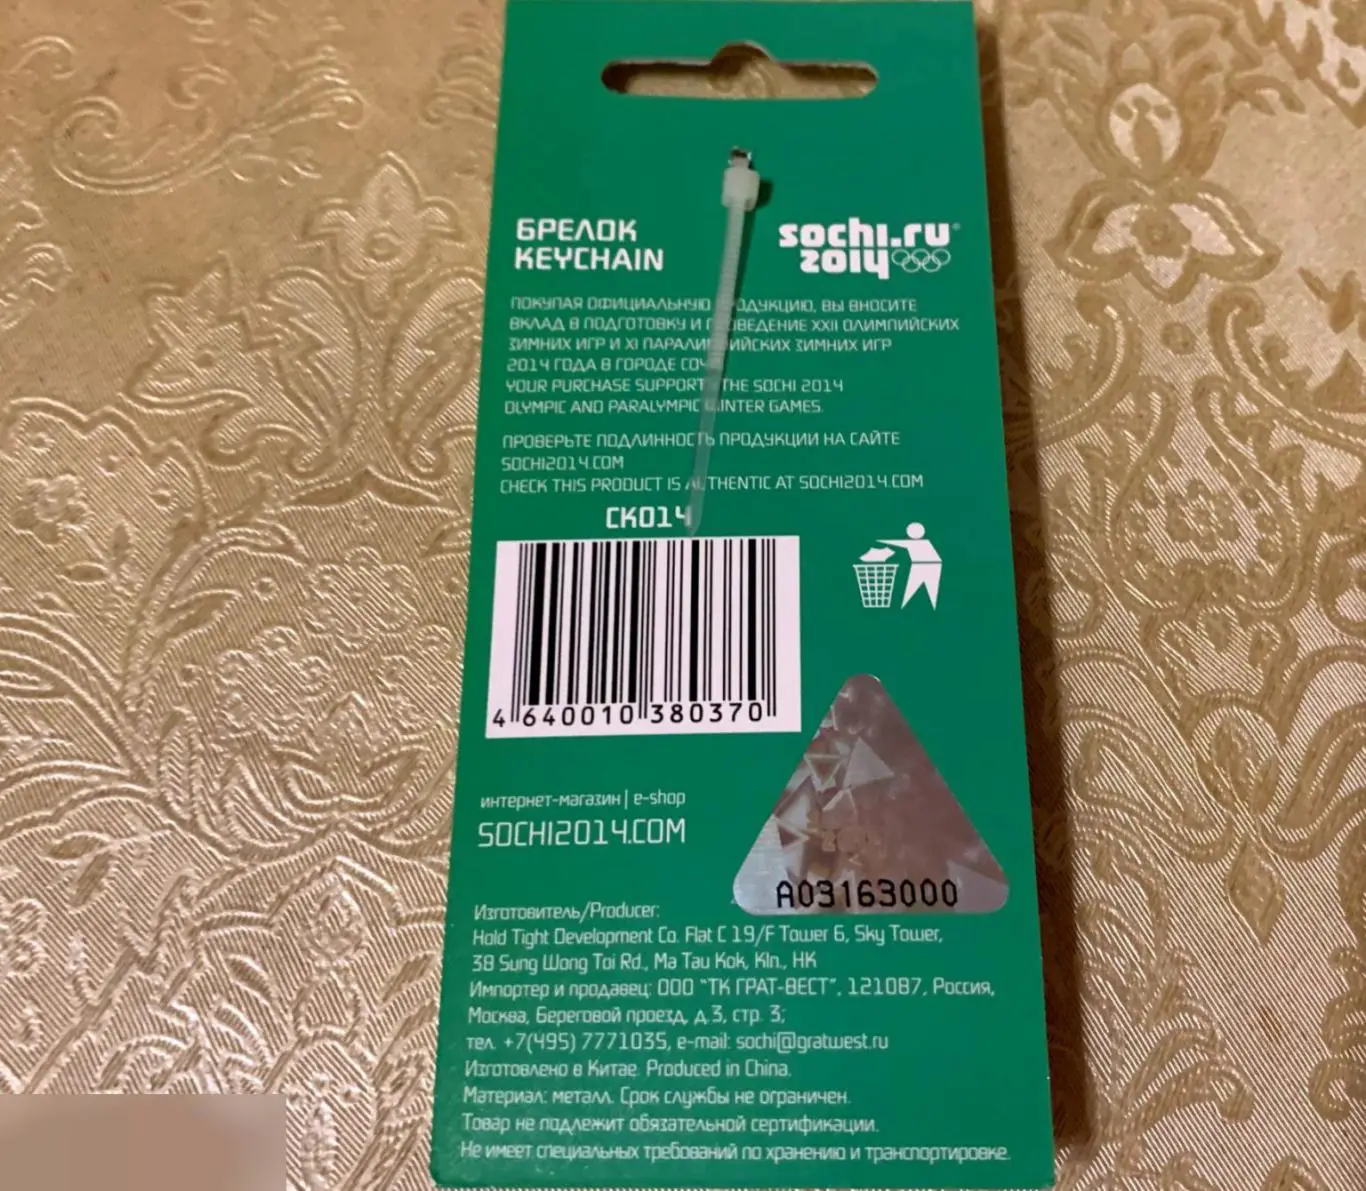 БРЕЛОК
KEYCHAIN
sochi.ru
2014
ПОКУПАЯ ОФИЦИАЛЬНУЮ ПРОДУКЦИЮ, ВЫ ВНОСИТЕ
ВКЛАД В ПОДГОТОВКУ И ПРОВЕДЕНИЕ XXII ОЛИМПИЙСКИХ
ЗИМНИХ ИГР И XI ПАРАЛИМПИЙСКИХ ЗИМНИХ ИГР
2014 ГОДА В ГОРОДЕ СОЧИ
YOUR PURCHASE SUPPORTS THE SOCHI 2014
OLYMPIC AND PARALYMPIC WINTER GAMES.
ПРОВЕРЬТЕ ПОДЛИННОСТЬ ПРОДУКЦИИ НА САЙТЕ
SOCHI2014.COM
CHECK THIS PRODUCT IS AUTHENTIC AT SOCHI2014.COM
СК014
4 640010 380370
интернет-магазин | e-shop
SOCHI2014.COM
A03163000
Изготовитель/Producer:
Hold Tight Development Co. Flat C 19/F Tower 6, Sky Tower,
38 Sung Wong Toi Rd., Ma Tau Kok, Kln., HK
Импортер и продавец: ООО "ТК ГРАТ-ВЕСТ", 121087, Россия,
Москва, Береговой проезд, д.3, стр. 3;
тел. +7(495) 7771035, e-mail: sochi@gratwest.ru
Изготовлено в Китае. Produced in China.
Материал: металл. Срок службы не ограничен.
Товар не подлежит обязательной сертификации.
Не имеет специальных требований по хранению и транспортировке.